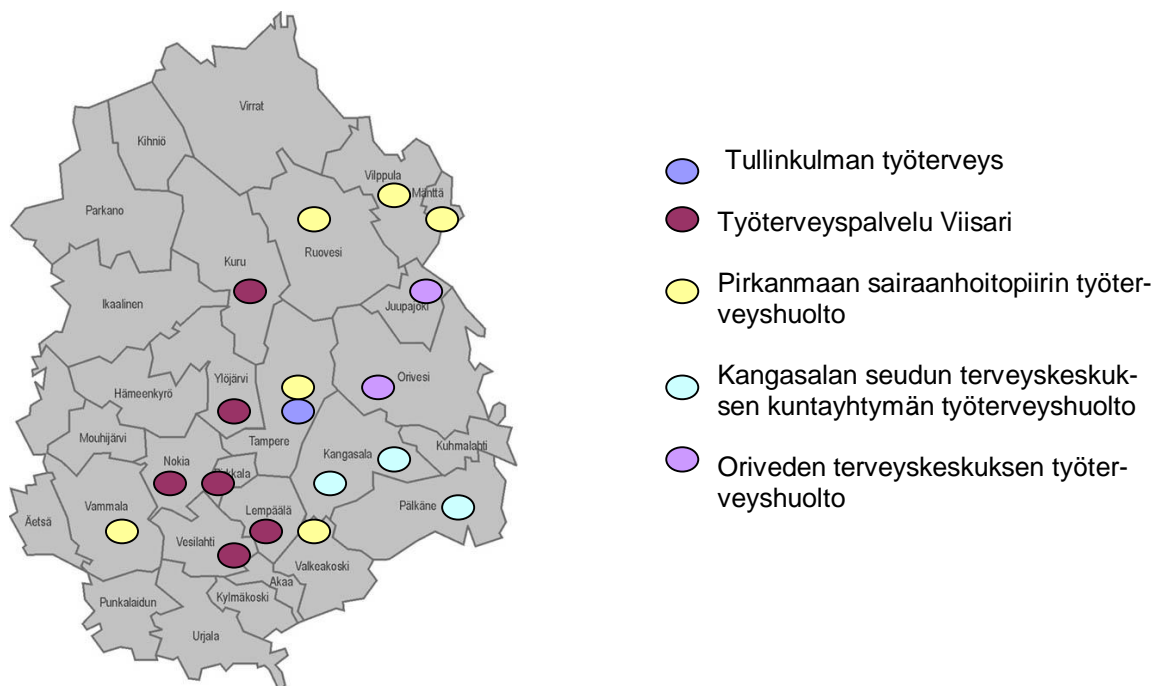 Virrat
Kihniö
Vilppula
Mänttä
Parkano
Ruovesi
Kuru
Ikaalinen
Juupajoki
Ylöjärvi
Orivesi
Hämeenkyrö
Mouhijärvi
Tampere
Kuhmalahti
Kangasala
Nokia
kkala
Vammala
Pälkäne
Lempäälä
Äetsä
Vesilahti
Valkeakoski
Akaa
Kylmäkoski
Punkalaidun
Urjala
Tullinkulman työterveys
Työterveyspalvelu Viisari
Pirkanmaan sairaanhoitopiirin työter-
veyshuolto
Kangasalan seudun terveyskeskuk-
sen kuntayhtymän työterveyshuolto
Oriveden terveyskeskuksen työter-
veyshuolto